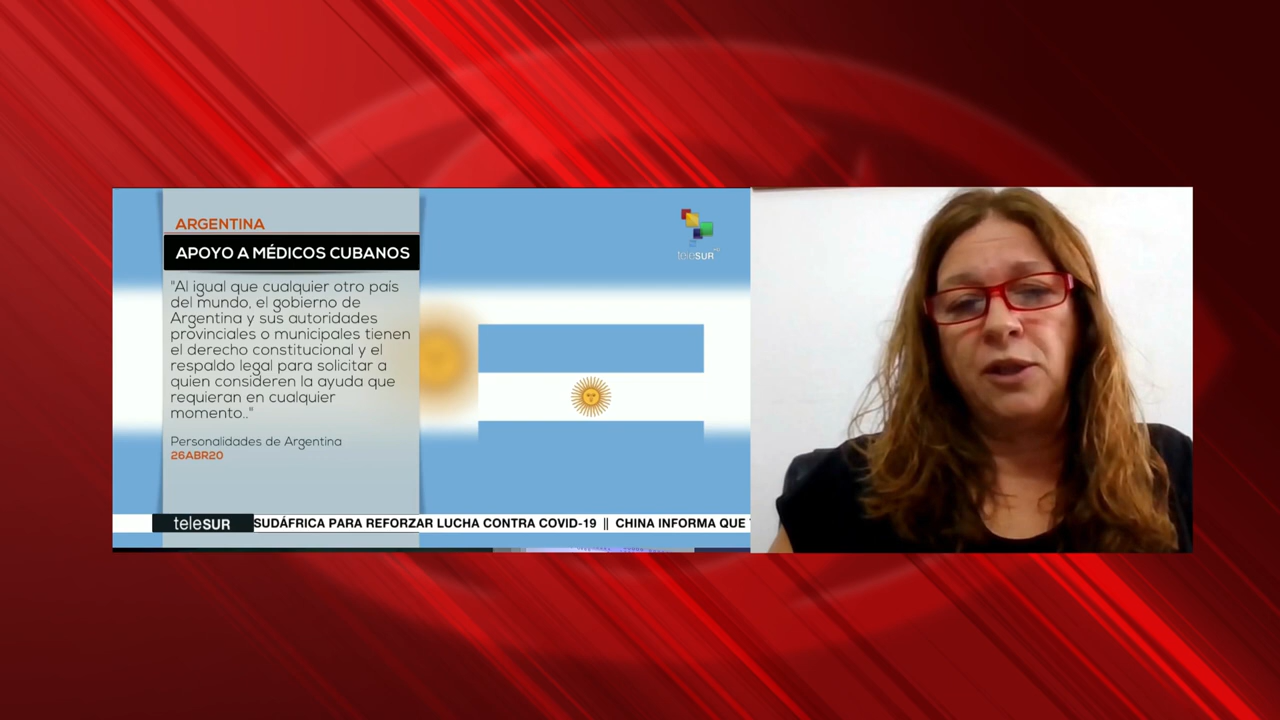 ARGENTINA
APOYO A MÉDICOS CUBANOS
"Al igual que cualquier otro país
del mundo, el gobierno de
Argentina y sus autoridades
provinciales o municipales tienen
el derecho constitucional y el
respaldo legal para solicitar a
quien consideren la ayuda que
requieran en cualquier
momento.."
Personalidades de Argentina
26ABR20
teleSUR
teleSUR SUDÁFRICA PARA REFORZAR LUCHA CONTRA COVID-19 || CHINA INFORMA QUE